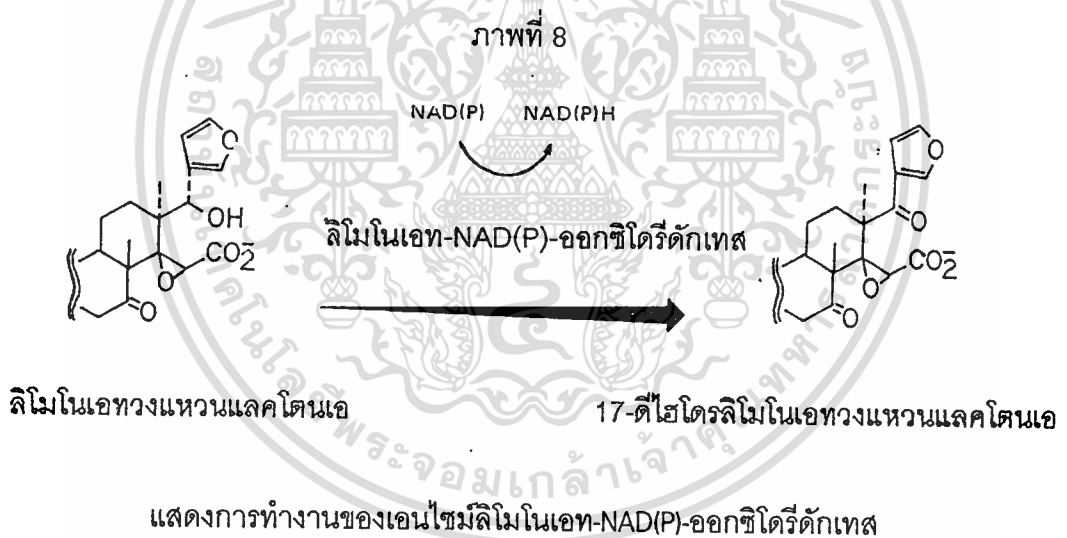 ภาพที่ 8
NAD(P) NAD(P)H
ลิโมโนเอท-NAD(P)-ออกซิโดรีดักเทส
O
OH
CO2̅
O
O
O
O
CO2̅
O
O
ลิโมโนเอทวงแหวนแลคโตนเอ
17-ดีไฮโดรลิโมโนเอทวงแหวนแลคโตนเอ
แสดงการทำงานของเอนไซม์ลิโมโนเอท-NAD(P)-ออกซิโดรีดักเทส